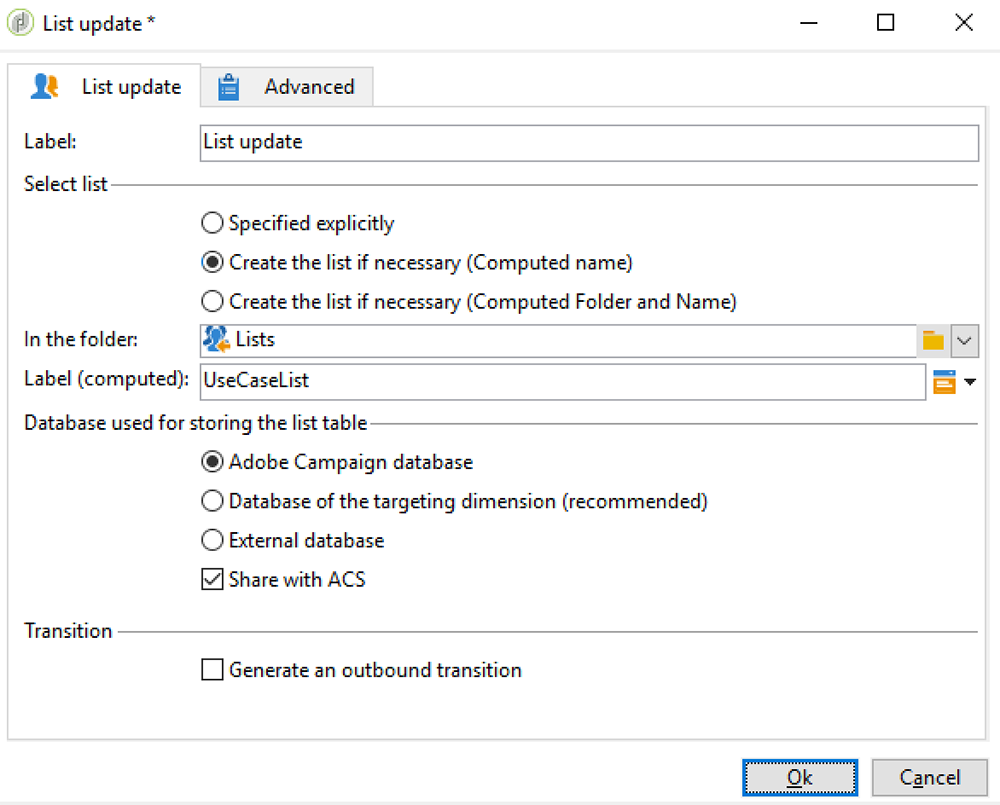 List update *
List update
Advanced
Label: List update
Select list
Specified explicitly
Create the list if necessary (Computed name)
Create the list if necessary (Computed Folder and Name)
In the folder: Lists
Label (computed): UseCaseList
Database used for storing the list table
Adobe Campaign database
Database of the targeting dimension (recommended)
External database
Share with ACS
Transition
Generate an outbound transition
Ok Cancel